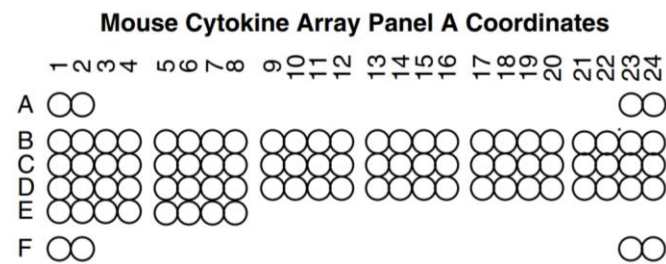 Mouse Cytokine Array Panel A Coordinates
1 2 3 4 5 6 7 8 9 10 11 12 13 14 15 16 17 18 19 20 21 22 23 24
A
B
C
D
E
F